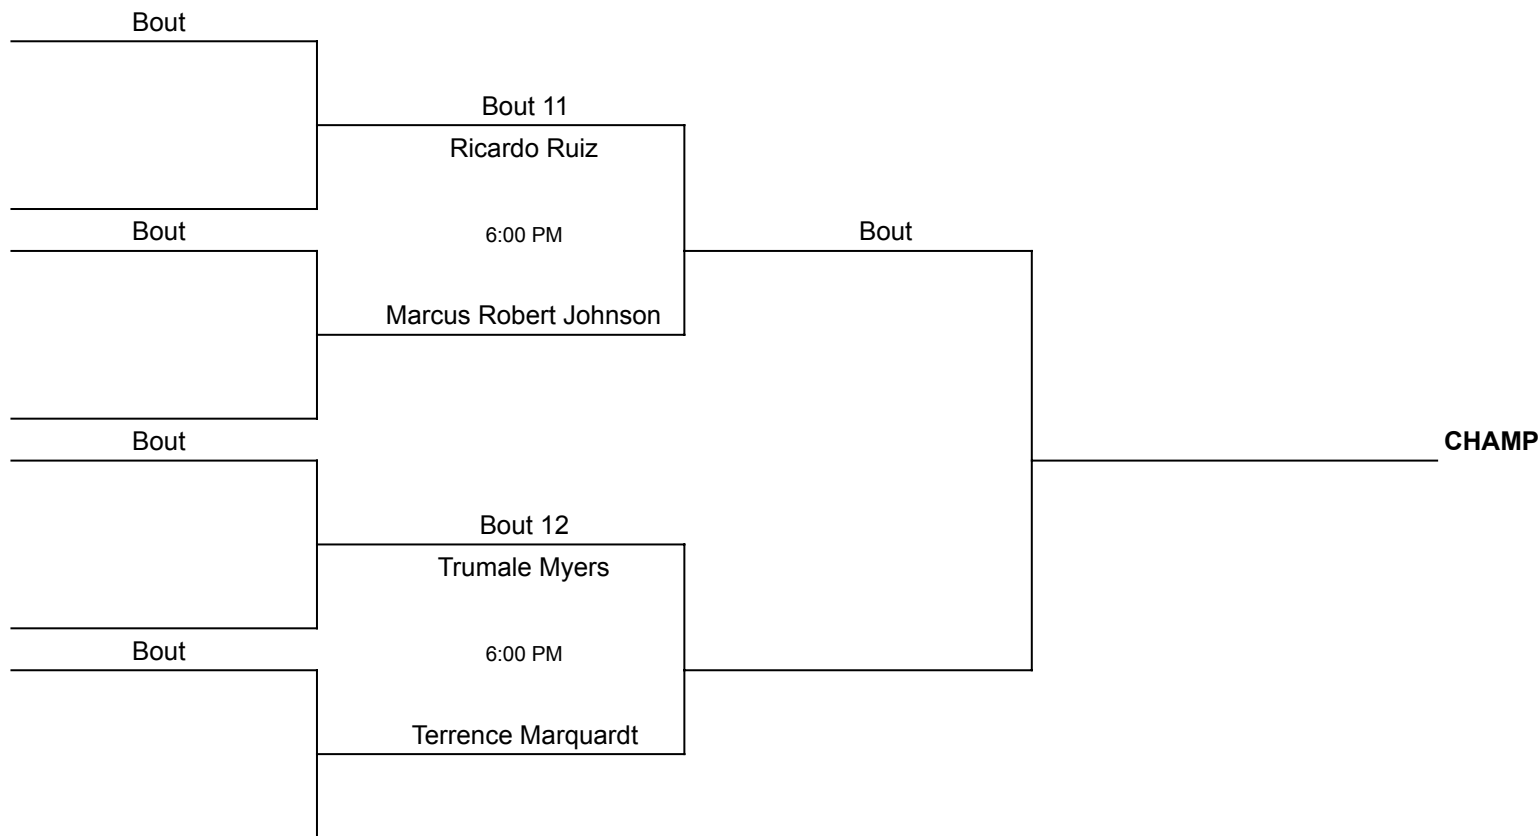 Bout
Bout 11
Ricardo Ruiz
Bout
6:00 PM
Bout
Marcus Robert Johnson
Bout
CHAMP
Bout 12
Trumale Myers
Bout
6:00 PM
Terrence Marquardt